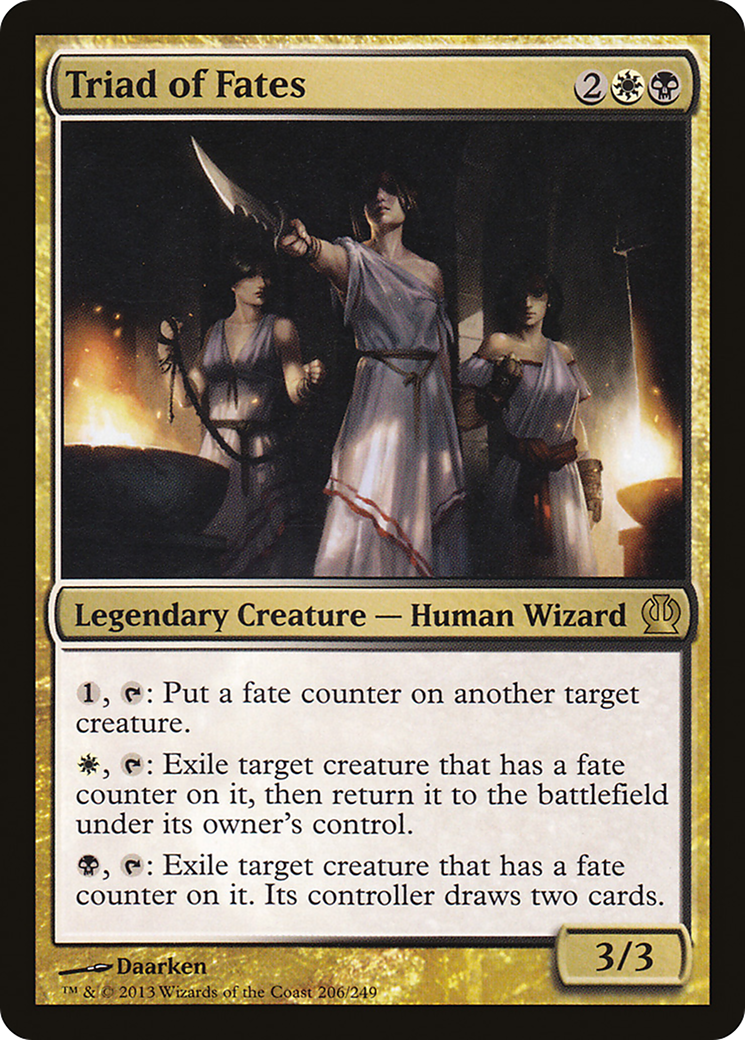 Triad of Fates 2
Legendary Creature — Human Wizard
1, : Put a fate counter on another target
creature.
, : Exile target creature that has a fate
counter on it, then return it to the battlefield
under its owner's control.
, : Exile target creature that has a fate
counter on it. Its controller draws two cards.
3/3
Daarken
™ & © 2013 Wizards of the Coast 206/249